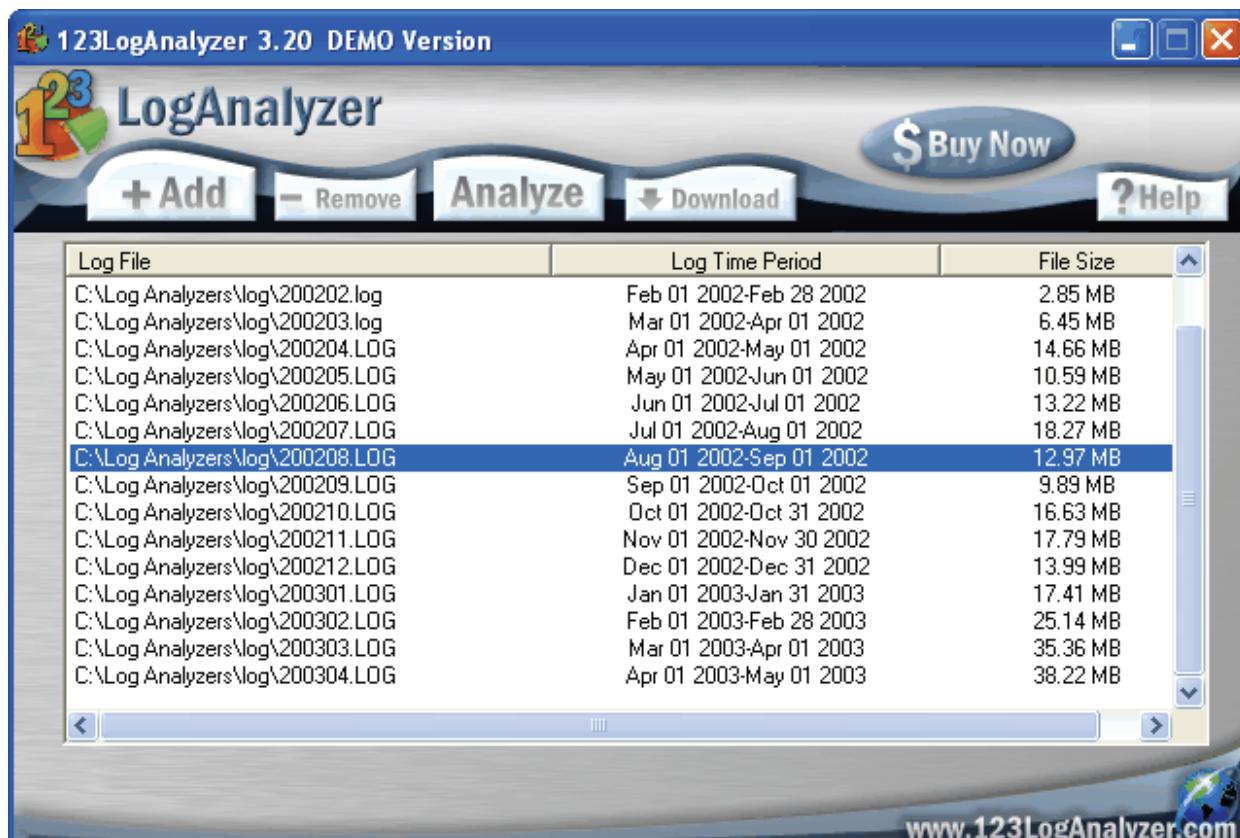 123LogAnalyzer 3.20 DEMO Version
123 LogAnalyzer
$ Buy Now
+ Add − Remove Analyze Download ? Help
Log File Log Time Period File Size
C:\Log Analyzers\log\200202.log Feb 01 2002-Feb 28 2002 2.85 MB
C:\Log Analyzers\log\200203.log Mar 01 2002-Apr 01 2002 6.45 MB
C:\Log Analyzers\log\200204.LOG Apr 01 2002-May 01 2002 14.66 MB
C:\Log Analyzers\log\200205.LOG May 01 2002-Jun 01 2002 10.59 MB
C:\Log Analyzers\log\200206.LOG Jun 01 2002-Jul 01 2002 13.22 MB
C:\Log Analyzers\log\200207.LOG Jul 01 2002-Aug 01 2002 18.27 MB
C:\Log Analyzers\log\200208.LOG Aug 01 2002-Sep 01 2002 12.97 MB
C:\Log Analyzers\log\200209.LOG Sep 01 2002-Oct 01 2002 9.89 MB
C:\Log Analyzers\log\200210.LOG Oct 01 2002-Oct 31 2002 16.63 MB
C:\Log Analyzers\log\200211.LOG Nov 01 2002-Nov 30 2002 17.79 MB
C:\Log Analyzers\log\200212.LOG Dec 01 2002-Dec 31 2002 13.99 MB
C:\Log Analyzers\log\200301.LOG Jan 01 2003-Jan 31 2003 17.41 MB
C:\Log Analyzers\log\200302.LOG Feb 01 2003-Feb 28 2003 25.14 MB
C:\Log Analyzers\log\200303.LOG Mar 01 2003-Apr 01 2003 35.36 MB
C:\Log Analyzers\log\200304.LOG Apr 01 2003-May 01 2003 38.22 MB
www.123LogAnalyzer.com